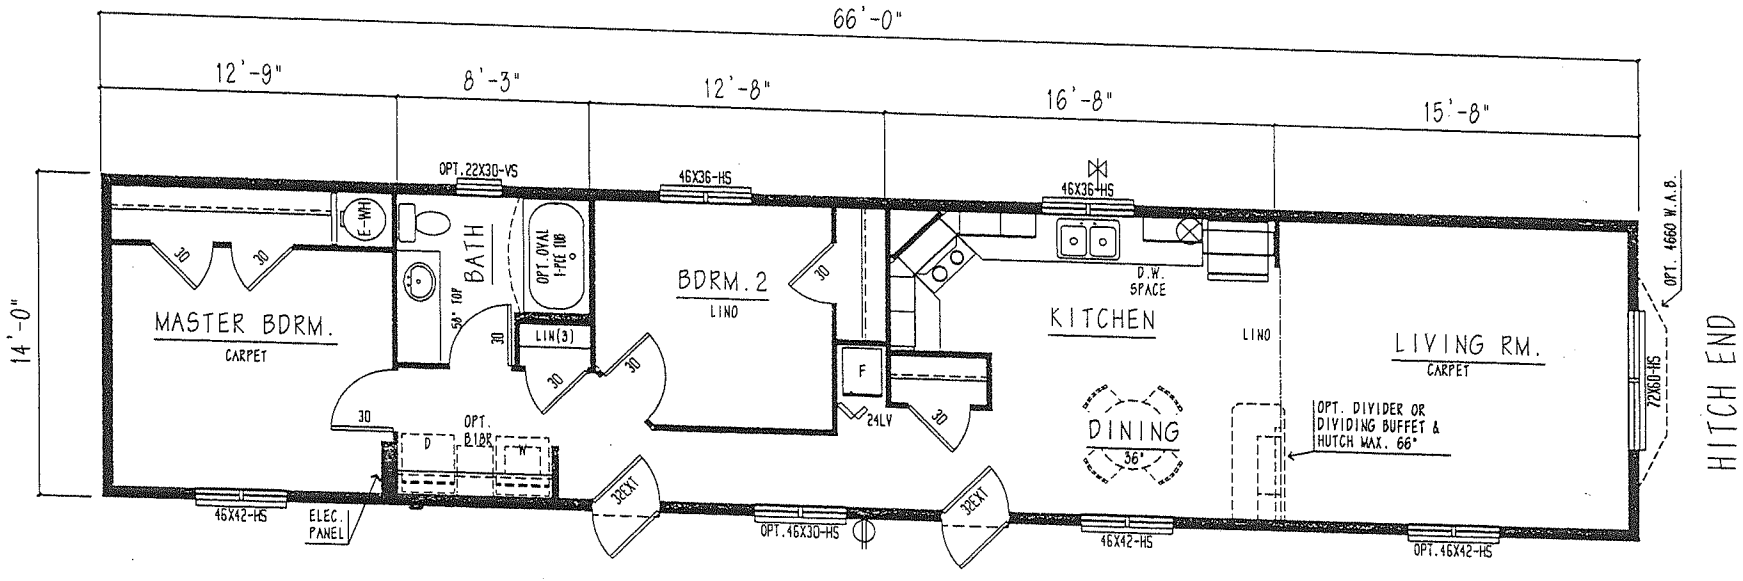 66'-0"
12'-9"
8'-3"
12'-8"
16'-8"
15'-8"
14'-0"
OPT.22X30-VS
46X36-HS
46X36-HS
OPT. 4660 W.A.B.
E-WH
30
30
BATH
OPT. OVAL
1-PCE TUB
58" TOP
30
LIN(3)
30
MASTER BDRM.
CARPET
30
BDRM. 2
LINO
30
30
F
24LV
30
D.W.
SPACE
KITCHEN
LINO
LIVING RM.
CARPET
72X60-HS
HITCH END
OPT.
B18R
D
W
DINING
36"
OPT. DIVIDER OR
DIVIDING BUFFET &
HUTCH MAX. 66"
32EXT
32EXT
46X42-HS
ELEC.
PANEL
OPT.46X30-HS
46X42-HS
OPT.46X42-HS